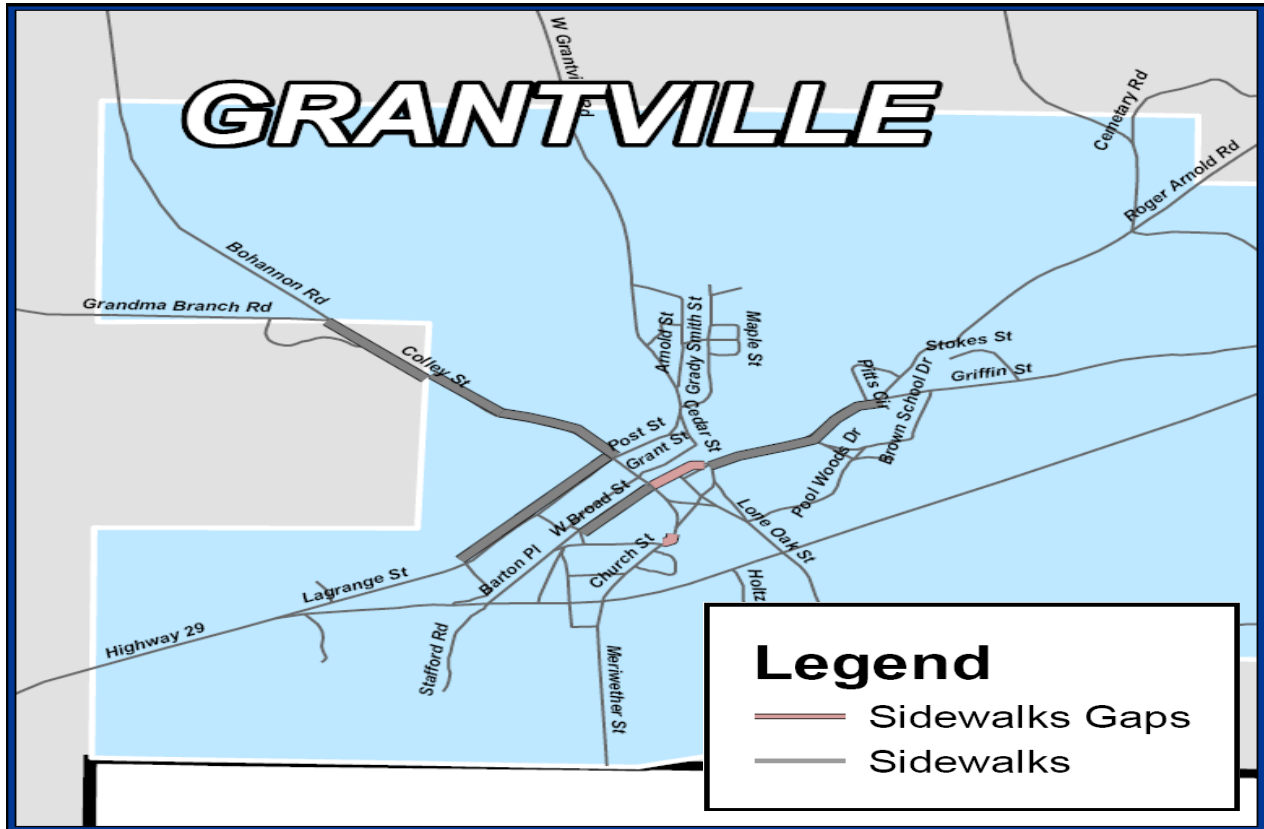 W Grantvi
Rd
GRANTVILLE
Cemetary Rd
Roger Arnold Rd
Bohannon Rd
Grandma Branch Rd
Arnold St
Grady Smith St
Maple St
Colley St
Stokes St
Griffin St
Pitts Cir
Brown School Dr
Cedar St
Post St
Grant St
Pool Woods Dr
W Broad St
Lone Oak St
Barton Pl
Church St
Lagrange St
Holtz
Highway 29
Stafford Rd
Meriwether St
Legend
Sidewalks Gaps
Sidewalks